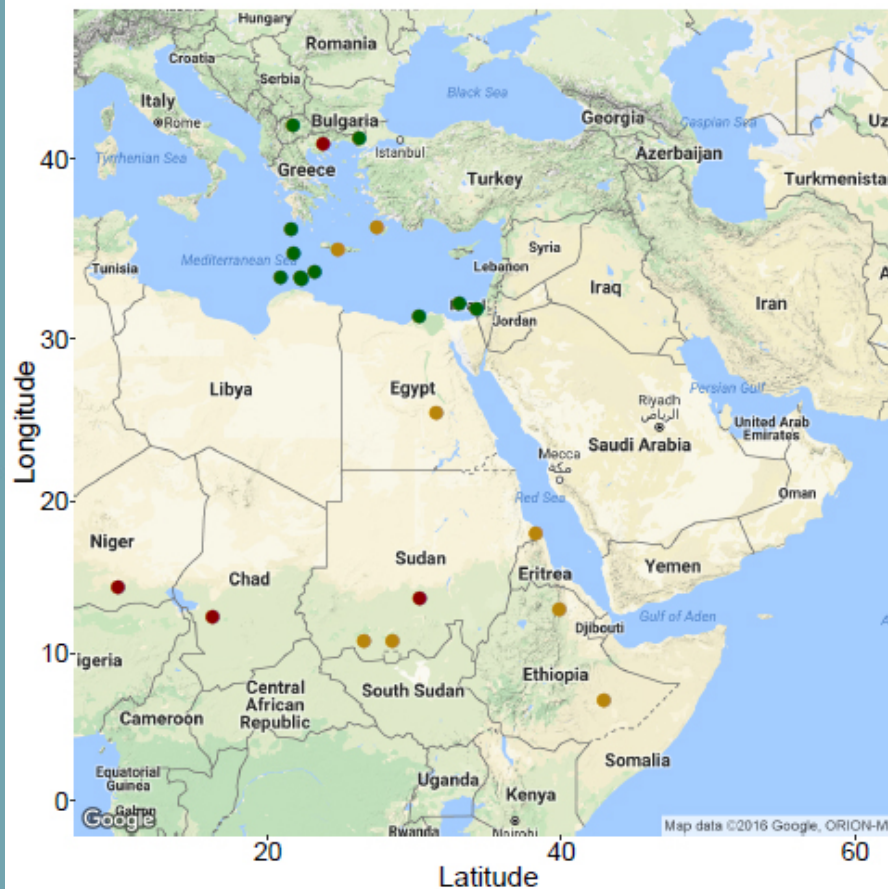 Hungary
Romania
Croatia
Serbia
Italy
Rome
Bulgaria
Black Sea
Georgia
Caspian Sea
Uz
Istanbul
Azerbaijan
40
Tyrrhenian Sea
Greece
Turkey
Turkmenista
Tunisia
Mediterranean Sea
Syria
Lebanon
Iraq
Iran
A
30
Jordan
Longitude
Libya
Egypt
Persian Gulf
Riyadh
الرياض
United Arab
Emirates
Saudi Arabia
Mecca
مكة
20
Red Sea
Oman
Niger
Chad
Sudan
Eritrea
Yemen
Gulf of Aden
Djibouti
10
igeria
Ethiopia
Central
African
Republic
South Sudan
Cameroon
Somalia
Equatorial
Guinea
Uganda
Kenya
0
Google
Rwanda
Nairobi
Map data ©2016 Google, ORION-M
20
40
60
Latitude